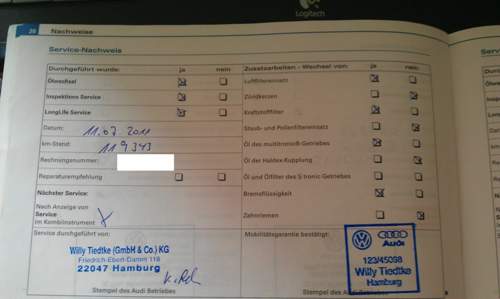 Logitech
28 Nachweise
Service-Nachweis
Durchgeführt wurde: ja nein
Ölwechsel
Inspektions Service
LongLife Service
Datum: 11.07.2011
km-Stand: 119343
Rechnungsnummer:
Reparaturempfehlung
Nächster Service:
Nach Anzeige von
Service
im Kombiinstrument X
Service durchgeführt von:
Willy Tiedtke (GmbH & Co.) KG
Friedrich-Ebert-Damm 118
22047 Hamburg
Stempel des Audi Betriebes
Zusatzarbeiten - Wechsel von: ja nein
Luftfiltereinsatz
Zündkerzen
Kraftstofffilter
Staub- und Pollenfiltereinsatz
Öl des multitronic®-Getriebes
Öl der Haldex-Kupplung
Öl und Ölfilter des S tronic Getriebes
Bremsflüssigkeit
Zahnriemen
Mobilitätsgarantie bestätigt:
Audi
123/45038
Willy Tiedtke
Hamburg
Stempel des Audi Betriebes
Serv